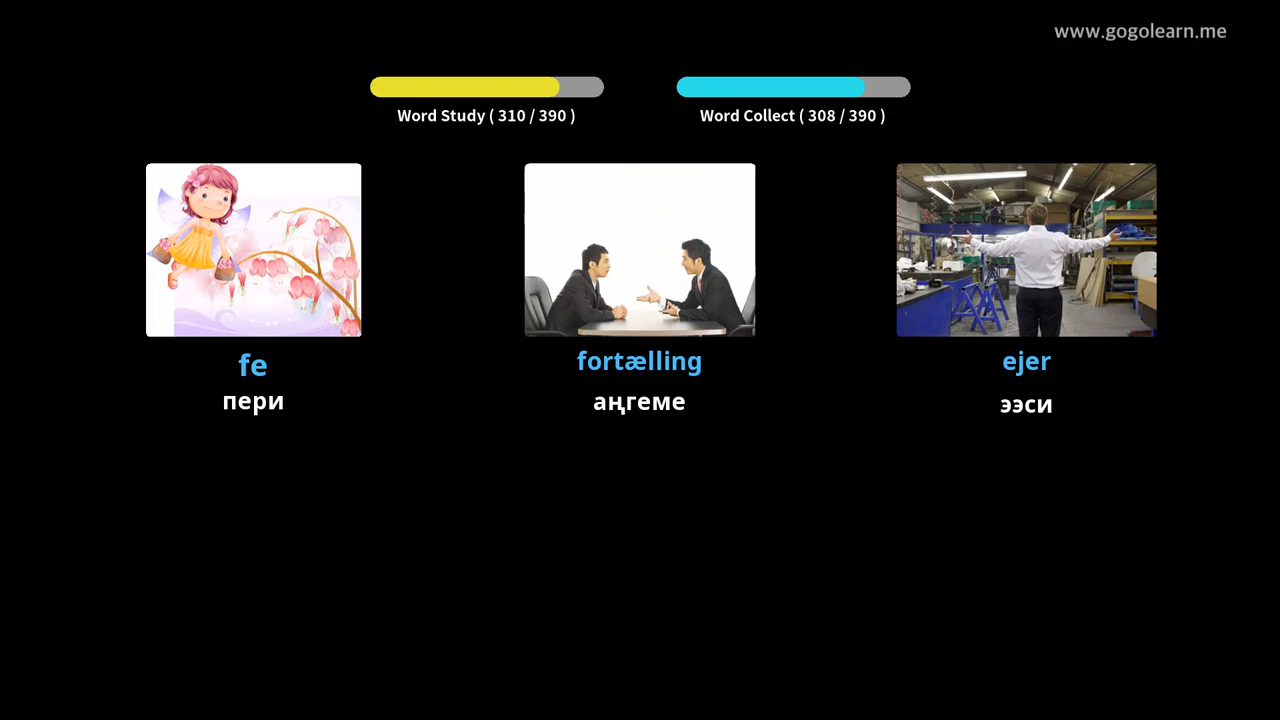 www.gogolearn.me
Word Study ( 310 / 390 )
Word Collect ( 308 / 390 )
fe
fortælling
ejer
пери
аңгеме
ээси